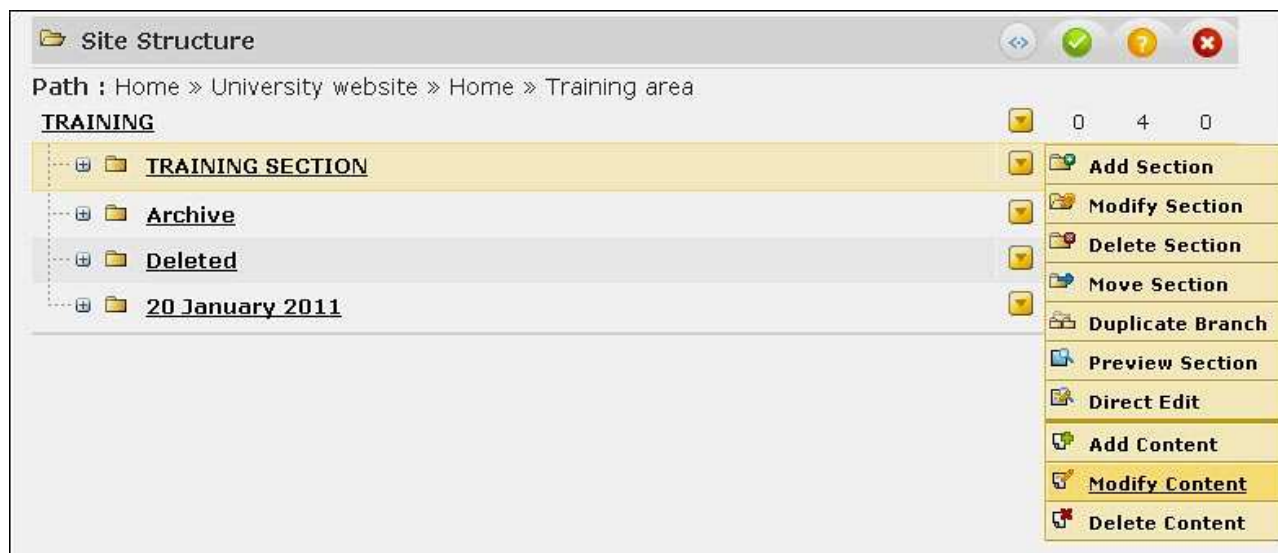 Site Structure
Path : Home » University website » Home » Training area
TRAINING 0 4 0
TRAINING SECTION
Archive
Deleted
20 January 2011
Add Section
Modify Section
Delete Section
Move Section
Duplicate Branch
Preview Section
Direct Edit
Add Content
Modify Content
Delete Content